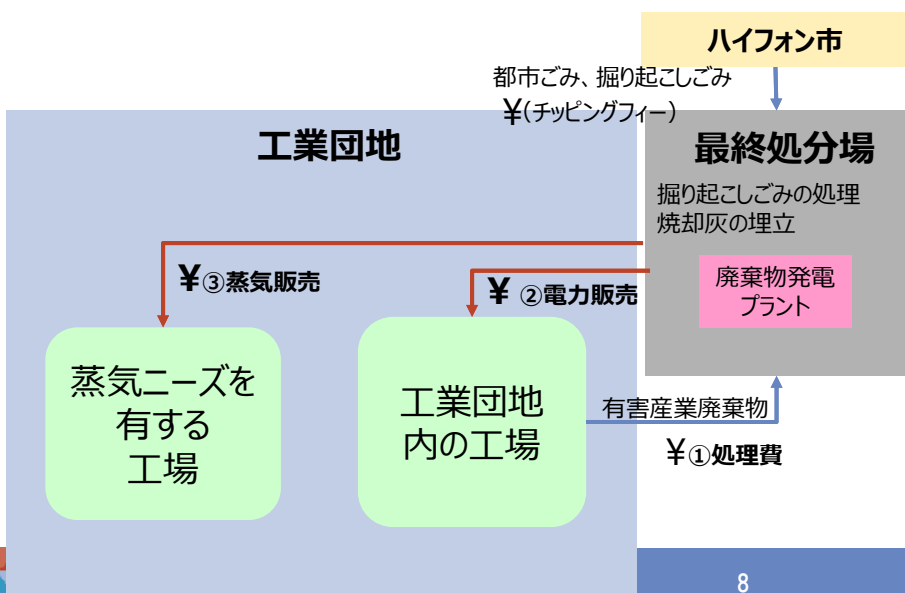 ハイフォン市
都市ごみ、掘り起こしごみ
¥(チッピングフィー)
工業団地
最終処分場
掘り起こしごみの処理
焼却灰の埋立
廃棄物発電
プラント
¥③蒸気販売
¥ ②電力販売
蒸気ニーズを
有する
工場
工業団地
内の工場
有害産業廃棄物
¥①処理費
8